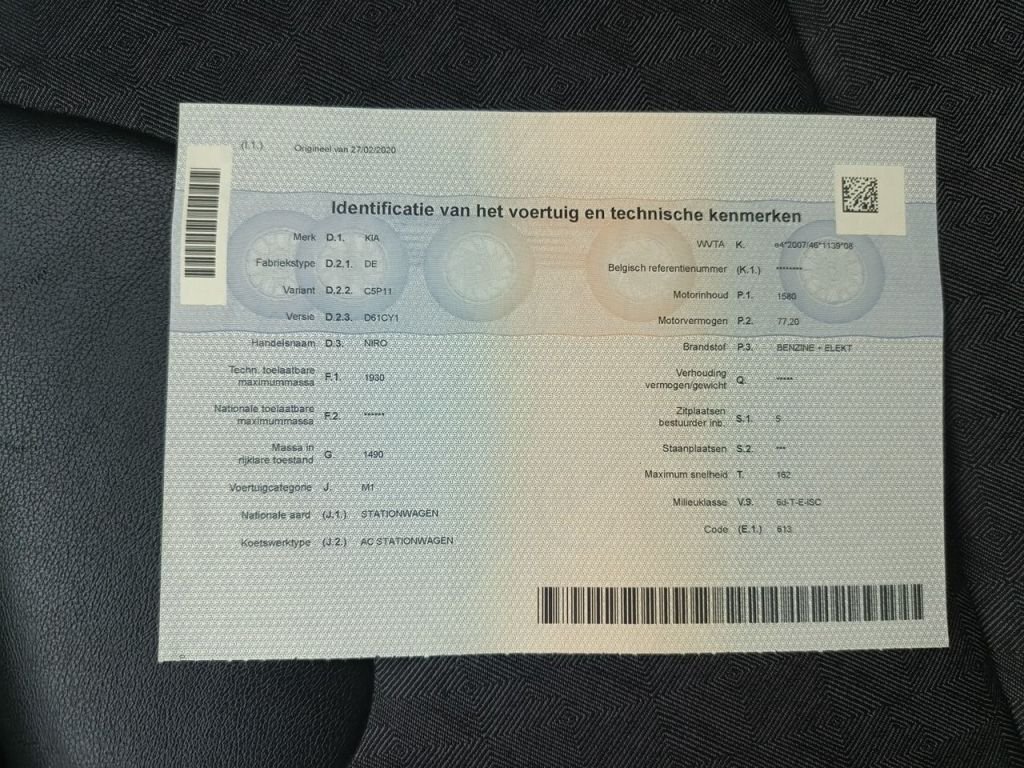 (I.1.) Origineel van 27/02/2020
Identificatie van het voertuig en technische kenmerken
Merk D.1. KIA
Fabriekstype D.2.1. DE
Variant D.2.2. C5P11
Versie D.2.3. D61CY1
Handelsnaam D.3. NIRO
Techn. toelaatbare
maximummassa F.1. 1930
Nationale toelaatbare
maximummassa F.2. ******
Massa in
rijklare toestand G. 1490
Voertuigcategorie J. M1
Nationale aard (J.1.) STATIONWAGEN
Koetswerktype (J.2.) AC STATIONWAGEN
WVTA K. e4*2007/46*1139*08
Belgisch referentienummer (K.1.) ********
Motorinhoud P.1. 1580
Motorvermogen P.2. 77,20
Brandstof P.3. BENZINE + ELEKT
Verhouding
vermogen/gewicht Q. *****
Zitplaatsen
bestuurder inb. S.1. 5
Staanplaatsen S.2. ***
Maximum snelheid T. 162
Milieuklasse V.9. 6d-T-E-ISC
Code (E.1.) 613